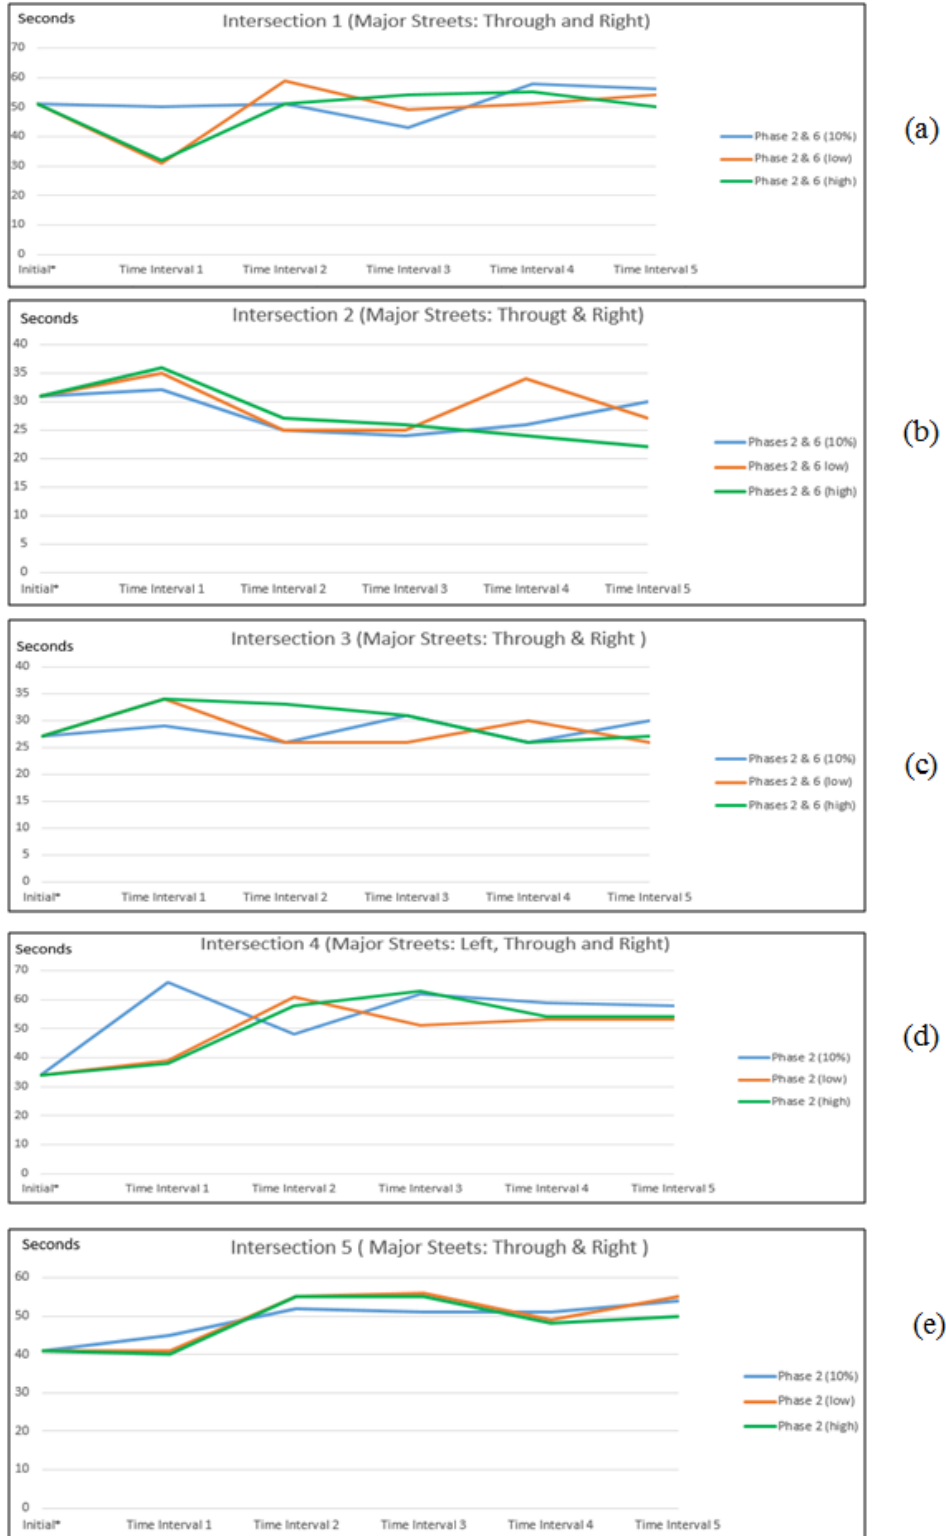 Seconds
Intersection 1 (Major Streets: Through and Right)
70
60
50
40
30
20
10
0
Phase 2 & 6 (10%)
Phase 2 & 6 (low)
Phase 2 & 6 (high)
Initial* Time Interval 1 Time Interval 2 Time Interval 3 Time Interval 4 Time Interval 5
(a)
Seconds
Intersection 2 (Major Streets: Througt & Right)
40
35
30
25
20
15
10
5
0
Phases 2 & 6 (10%)
Phases 2 & 6 low)
Phases 2 & 6 (high)
Initial* Time Interval 1 Time Interval 2 Time Interval 3 Time Interval 4 Time Interval 5
(b)
Seconds
Intersection 3 (Major Streets: Through & Right )
40
35
30
25
20
15
10
5
0
Phases 2 & 6 (10%)
Phases 2 & 6 (low)
Phases 2 & 6 (high)
Initial* Time Interval 1 Time Interval 2 Time Interval 3 Time Interval 4 Time Interval 5
(c)
Seconds
Intersection 4 (Major Streets: Left, Through and Right)
70
60
50
40
30
20
10
0
Phase 2 (10%)
Phase 2 (low)
Phase 2 (high)
Initial* Time Interval 1 Time Interval 2 Time Interval 3 Time Interval 4 Time Interval 5
(d)
Seconds
Intersection 5 ( Major Steets: Through & Right )
60
50
40
30
20
10
0
Phase 2 (10%)
Phase 2 (low)
Phase 2 (high)
Initial* Time Interval 1 Time Interval 2 Time Interval 3 Time Interval 4 Time Interval 5
(e)